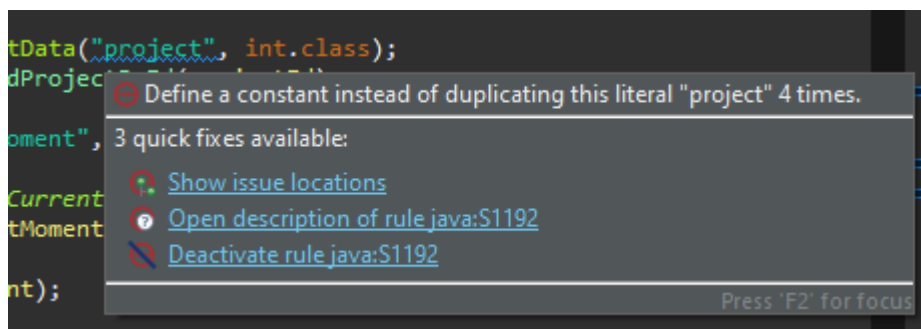 tData("project", int.class);
dProjec
Define a constant instead of duplicating this literal "project" 4 times.
oment",
3 quick fixes available:
Show issue locations
Current
Open description of rule java:S1192
tMoment
Deactivate rule java:S1192
nt);
Press 'F2' for focus